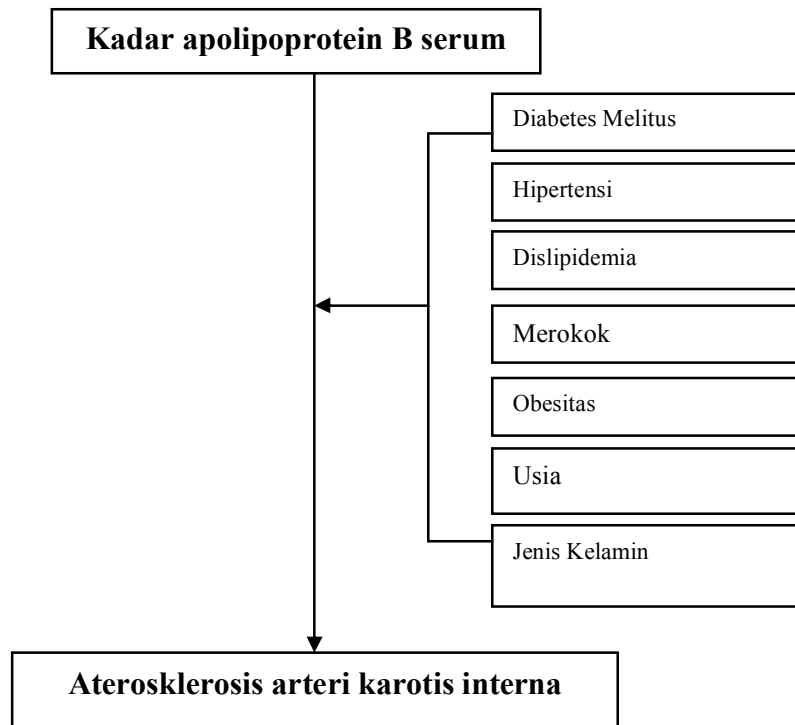 Kadar apolipoprotein B serum
Diabetes Melitus
Hipertensi
Dislipidemia
Merokok
Obesitas
Usia
Jenis Kelamin
Aterosklerosis arteri karotis interna